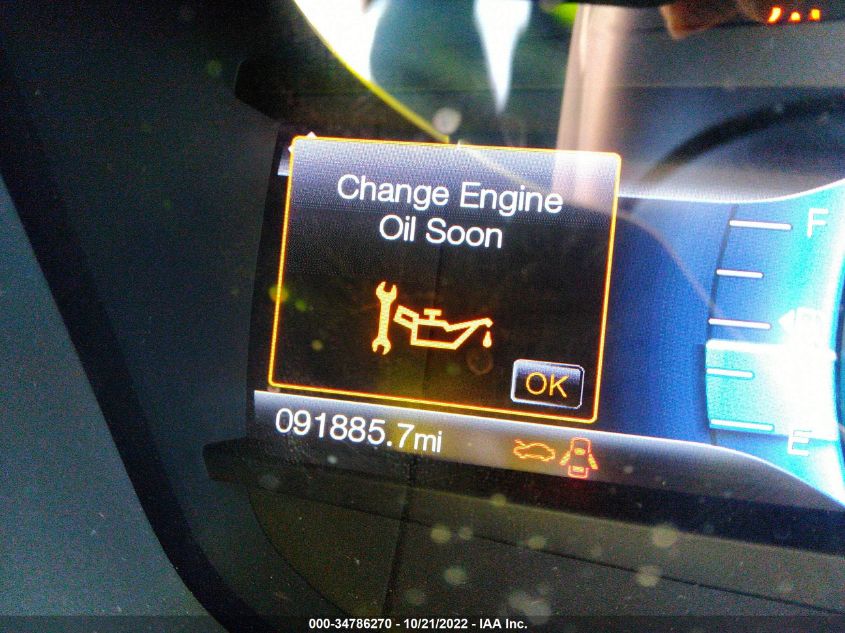 Change Engine
Oil Soon
OK
F
E
091885.7mi
000-34786270 - 10/21/2022 - IAA Inc.